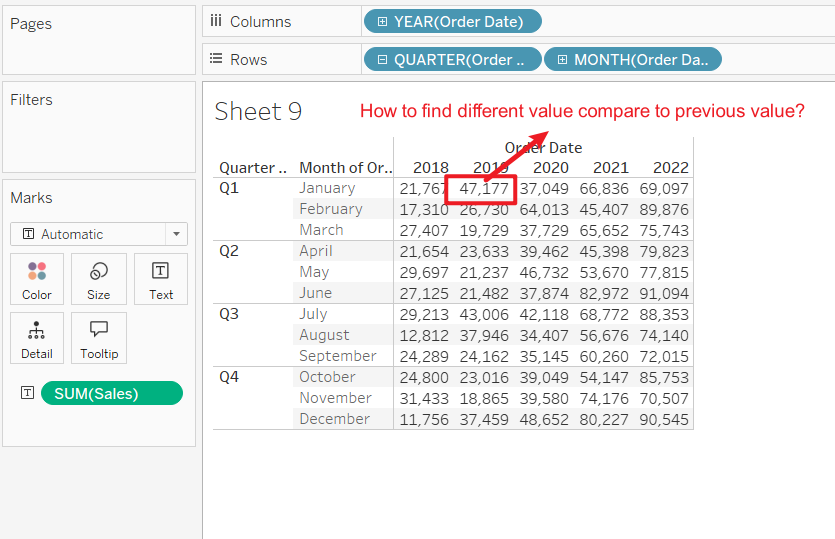 Pages
Columns
YEAR(Order Date)
Rows
QUARTER(Order ..
MONTH(Order Da..
Filters
Marks
Automatic
Color
Size
Text
Detail
Tooltip
SUM(Sales)
Sheet 9
How to find different value compare to previous value?
Order Date
Quarter .. Month of Or.. 2018 2019 2020 2021 2022
Q1 January 21,767 47,177 37,049 66,836 69,097
February 17,310 26,730 64,013 45,407 89,876
March 27,407 19,729 37,729 65,652 75,743
Q2 April 21,654 23,633 39,462 45,398 79,823
May 29,697 21,237 46,732 53,670 77,815
June 27,125 21,482 37,874 82,972 91,094
Q3 July 29,213 43,006 42,118 68,772 88,353
August 12,812 37,946 34,407 56,676 74,140
September 24,289 24,162 35,145 60,260 72,015
Q4 October 24,800 23,016 39,049 54,147 85,753
November 31,433 18,865 39,580 74,176 70,507
December 11,756 37,459 48,652 80,227 90,545